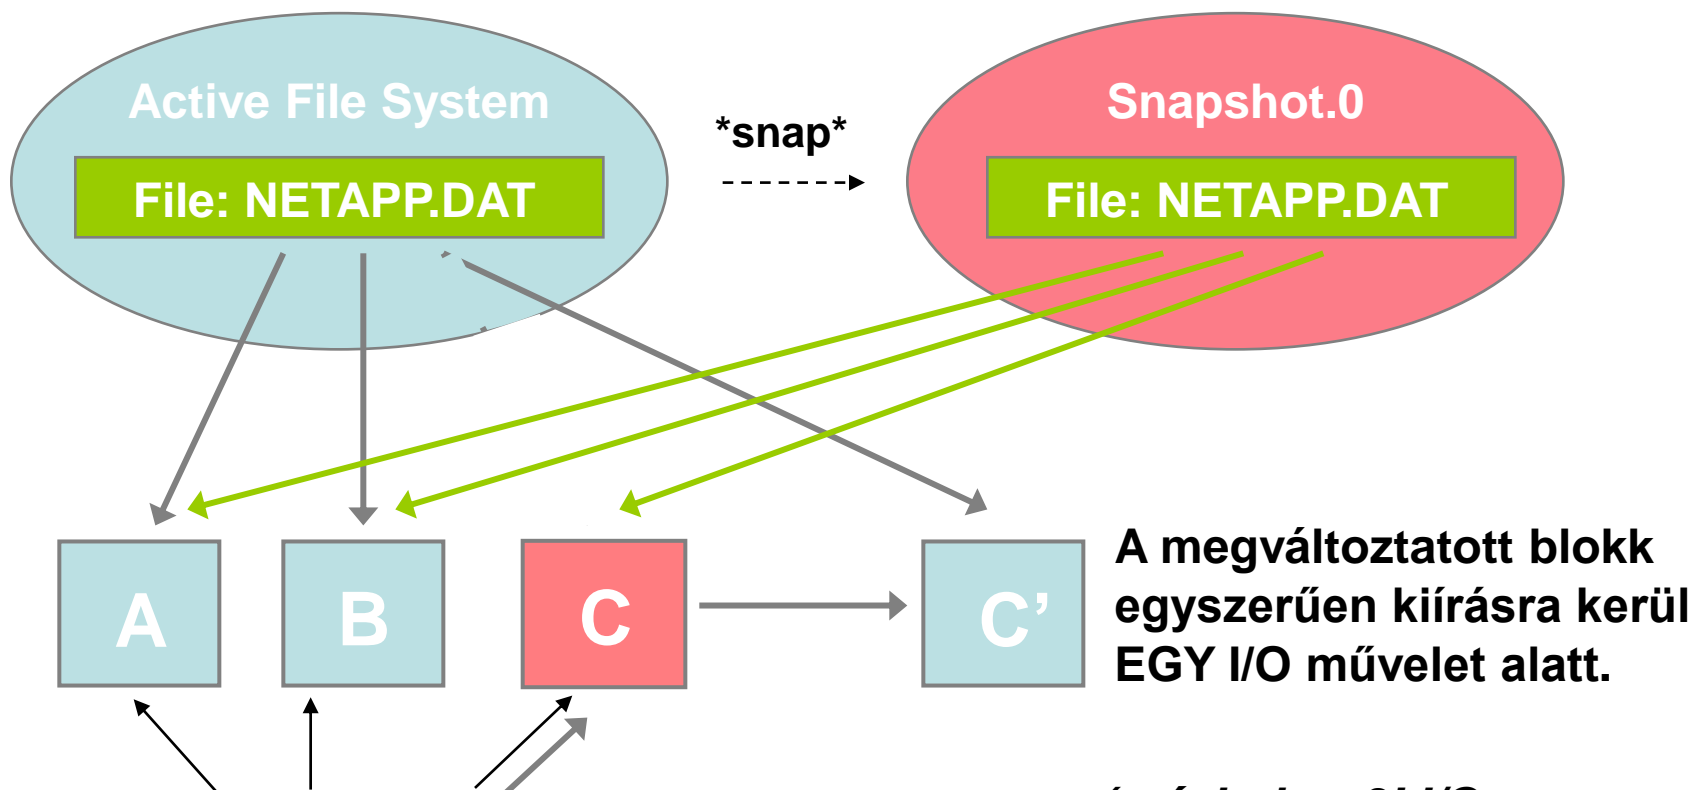 Active File System
Snapshot.0
*snap*
File: NETAPP.DAT
File: NETAPP.DAT
A
B
C
C’
A megváltoztatott blokk
egyszerűen kiírásra kerül
EGY I/O művelet alatt.